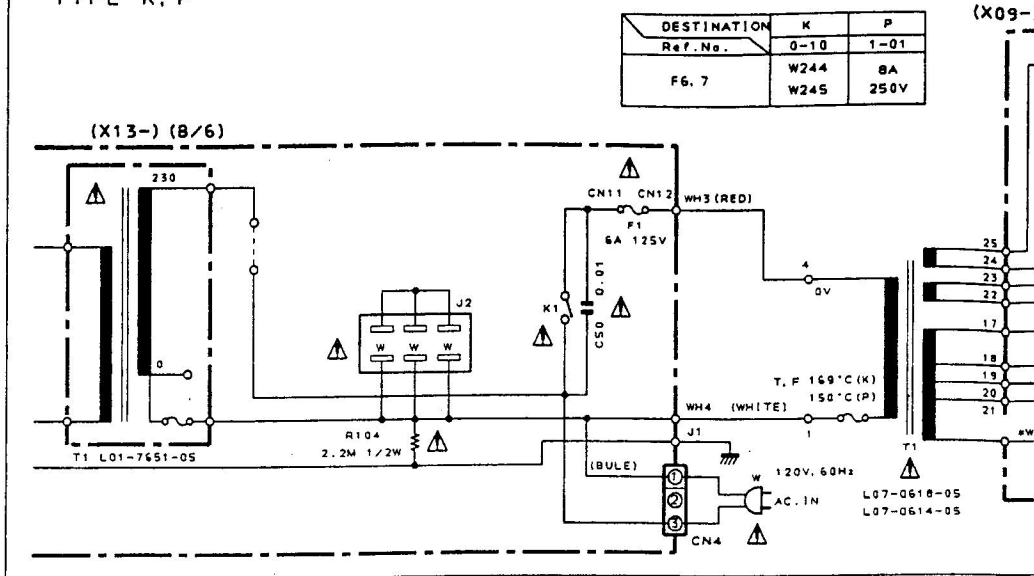 TYPE K, P
(X09-
DESTINATION K P
Ref.No. 0-10 1-01
F6, 7 W244 8A
W245 250V
(X13-) (8/6)
230
CN11 CN12
WH3 (RED)
F1
6A 125V
25
24
23
22
4
0V
J2
K1
0.01
C50
W W W
17
18
19
20
21
0
T, F 169°C(K)
150°C(P)
WH4 (WHITE)
1
R104
2.2M 1/2W
J1
T1 L01-7651-05
T1
(BULE)
1
2
3
W
120V, 60Hz
AC.IN
CN4
L07-0618-05
L07-0614-05